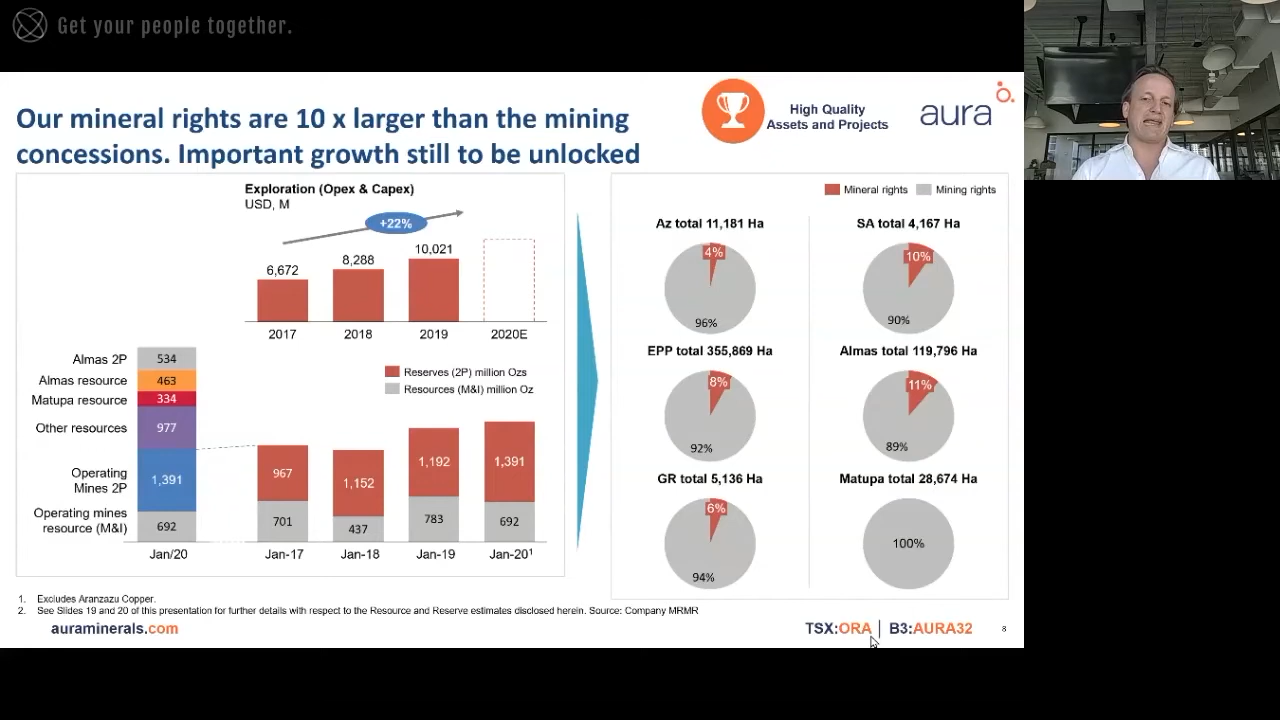 Get your people together.
Our mineral rights are 10 x larger than the mining
concessions. Important growth still to be unlocked
High Quality
Assets and Projects
aura
Exploration (Opex & Capex)
USD, M
+22%
6,672
8,288
10,021
2017
2018
2019
2020E
Almas 2P
534
Almas resource
463
Matupa resource
334
Other resources
977
Operating
Mines 2P
1,391
Operating mines
resource (M&I)
692
Jan/20
Reserves (2P) million Ozs
Resources (M&I) million Oz
967
1,152
1,192
1,391
701
437
783
692
Jan-17
Jan-18
Jan-19
Jan-20¹
Mineral rights
Mining rights
Az total 11,181 Ha
4%
96%
SA total 4,167 Ha
10%
90%
EPP total 355,869 Ha
8%
92%
Almas total 119,796 Ha
11%
89%
GR total 5,136 Ha
6%
94%
Matupa total 28,674 Ha
100%
1. Excludes Aranzazu Copper.
2. See Slides 19 and 20 of this presentation for further details with respect to the Resource and Reserve estimates disclosed herein. Source: Company MRMR
auraminerals.com
TSX:ORA | B3:AURA32
8